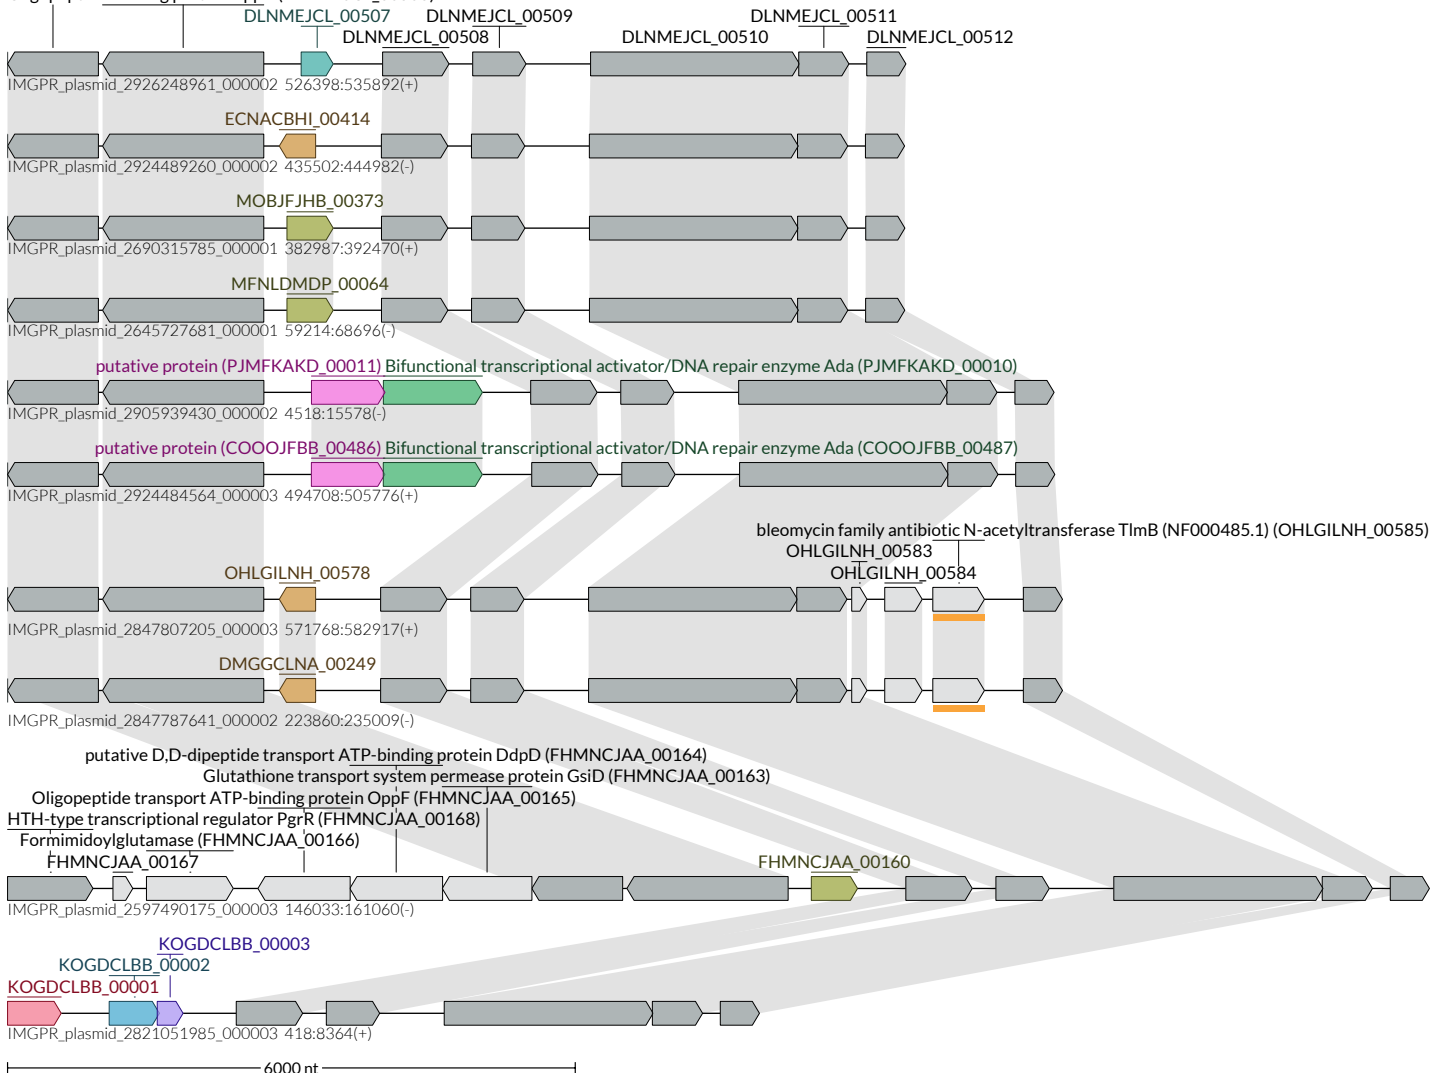 DLNMEJCL_00507 DLNMEJCL_00509 DLNMEJCL_00511
DLNMEJCL_00508 DLNMEJCL_00510 DLNMEJCL_00512
IMGPR_plasmid_2926248961_000002 526398:535892(+)
ECNACBHI_00414
IMGPR_plasmid_2924489260_000002 435502:444982(-)
MOBJFJHB_00373
IMGPR_plasmid_2690315785_000001 382987:392470(+)
MFNLDMDP_00064
IMGPR_plasmid_2645727681_000001 59214:68696(-)
putative protein (PJMFKAKD_00011) Bifunctional transcriptional activator/DNA repair enzyme Ada (PJMFKAKD_00010)
IMGPR_plasmid_2905939430_000002 4518:15578(-)
putative protein (COOOJFBB_00486) Bifunctional transcriptional activator/DNA repair enzyme Ada (COOOJFBB_00487)
IMGPR_plasmid_2924484564_000003 494708:505776(+)
bleomycin family antibiotic N-acetyltransferase TlmB (NF000485.1) (OHLGILNH_00585)
OHLGILNH_00583
OHLGILNH_00578 OHLGILNH_00584
IMGPR_plasmid_2847807205_000003 571768:582917(+)
DMGGCLNA_00249
IMGPR_plasmid_2847787641_000002 223860:235009(-)
putative D,D-dipeptide transport ATP-binding protein DdpD (FHMNCJAA_00164)
Glutathione transport system permease protein GsiD (FHMNCJAA_00163)
Oligopeptide transport ATP-binding protein OppF (FHMNCJAA_00165)
HTH-type transcriptional regulator PgrR (FHMNCJAA_00168)
Formimidoylglutamase (FHMNCJAA_00166)
FHMNCJAA_00167 FHMNCJAA_00160
IMGPR_plasmid_2597490175_000003 146033:161060(-)
KOGDCLBB_00003
KOGDCLBB_00002
KOGDCLBB_00001
IMGPR_plasmid_2821051985_000003 418:8364(+)
6000 nt